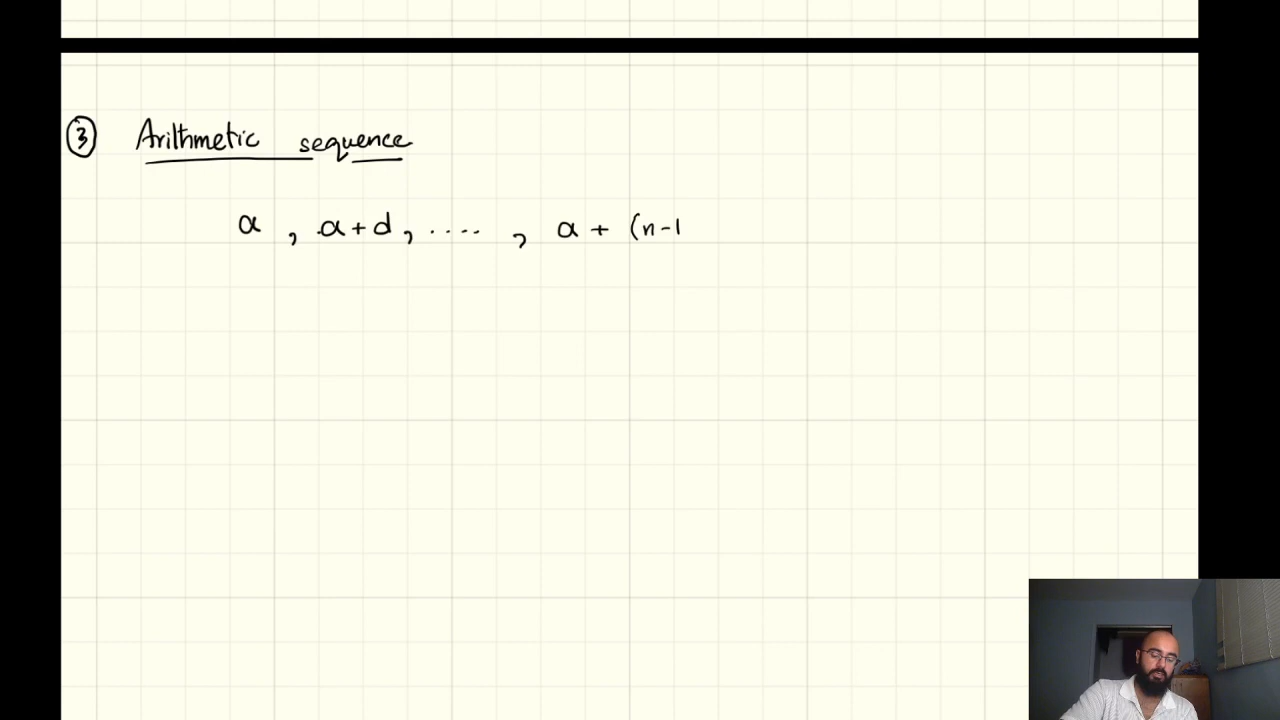 ③ Arithmetic sequence
a , a+d, .... , a + (n-1